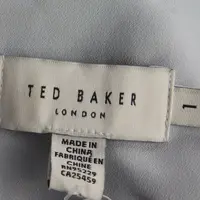 TED BAKER
LONDON
1
MADE IN
CHINA
FABRIQUÉ EN
CHINE
RN95229
CA25459